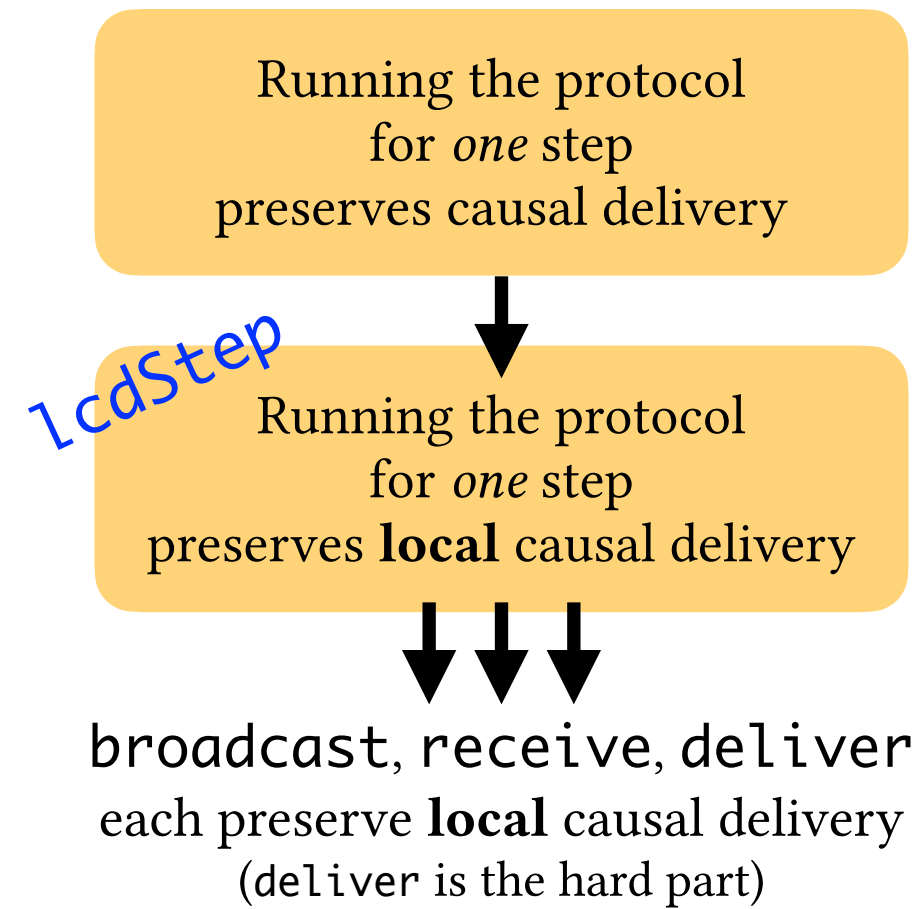 Running the protocol
for one step
preserves causal delivery
lcdStep
Running the protocol
for one step
preserves local causal delivery
broadcast, receive, deliver
each preserve local causal delivery
(deliver is the hard part)